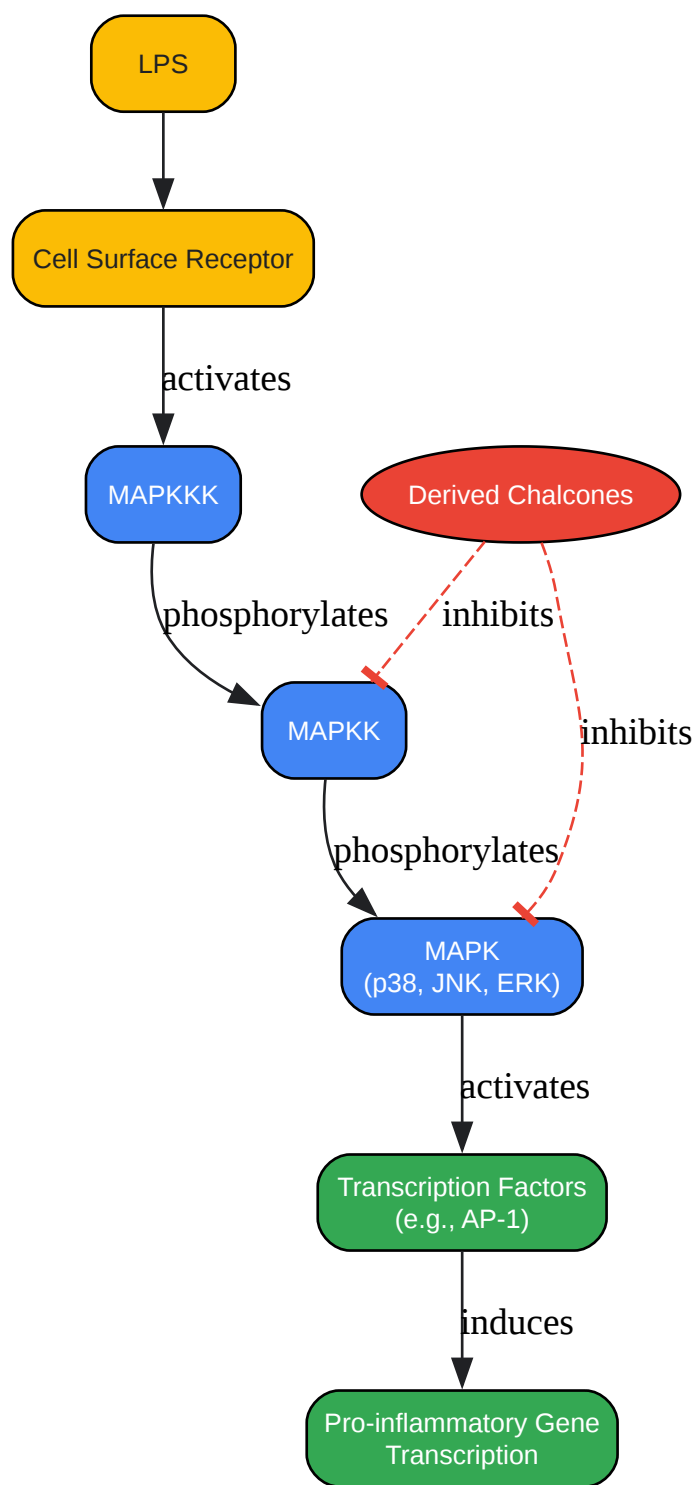 LPS
Cell Surface Receptor
activates
MAPKKK
Derived Chalcones
phosphorylates
inhibits
MAPKK
inhibits
phosphorylates
MAPK
(p38, JNK, ERK)
activates
Transcription Factors
(e.g., AP-1)
induces
Pro-inflammatory Gene
Transcription